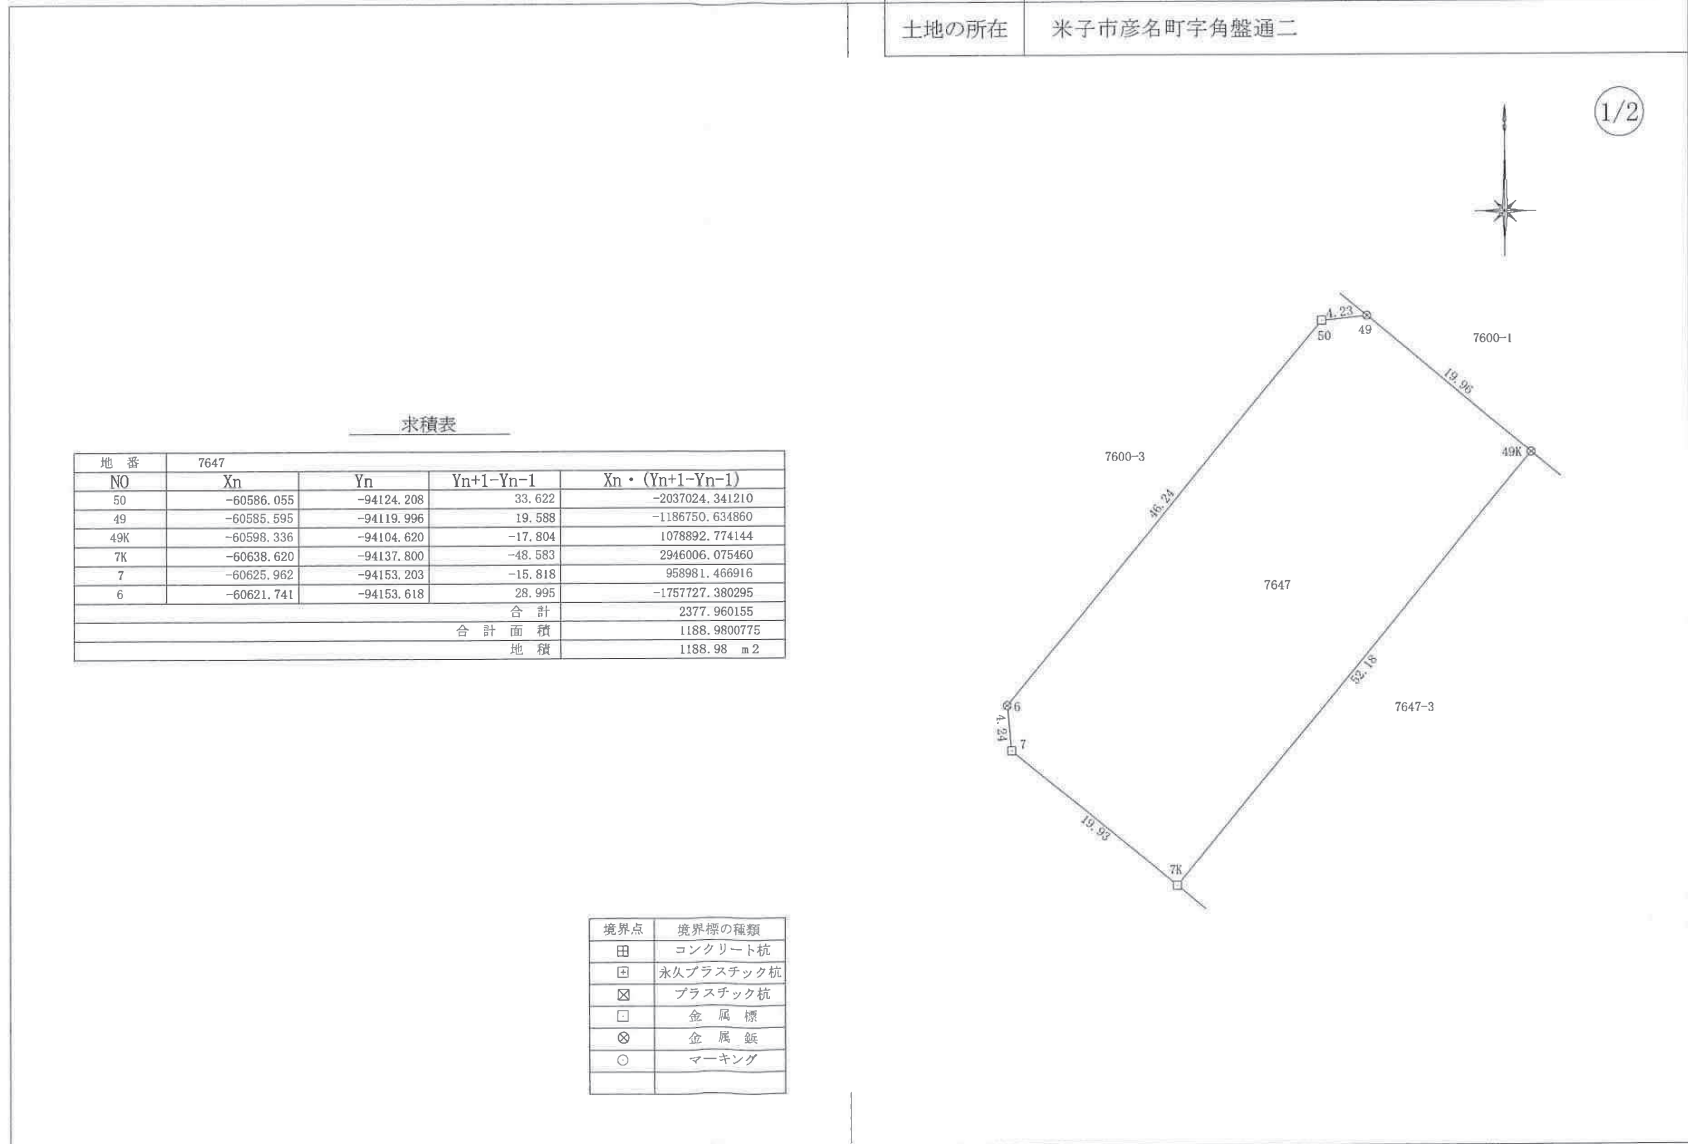 土地の所在 米子市彦名町字角盤通二
1/2
求積表
地 番 7647
NO Xn Yn Yn+1-Yn-1 Xn・(Yn+1-Yn-1)
50 -60586.055 -94124.208 33.622 -2037024.341210
49 -60585.595 -94119.996 19.588 -1186750.634860
49K -60598.336 -94104.620 -17.804 1078892.774144
7K -60638.620 -94137.800 -48.583 2946006.075460
7 -60625.962 -94153.203 -15.818 958981.466916
6 -60621.741 -94153.618 28.995 -1757727.380295
合 計 2377.960155
合 計 面 積 1188.9800775
地 積 1188.98 m2
4.23
50
49
7600-1
19.96
49K
7600-3
46.24
7647
52.18
7647-3
6
4.24
7
19.93
7K
境界点 境界標の種類
コンクリート杭
永久プラスチック杭
プラスチック杭
金 属 標
金 属 鋲
マーキング